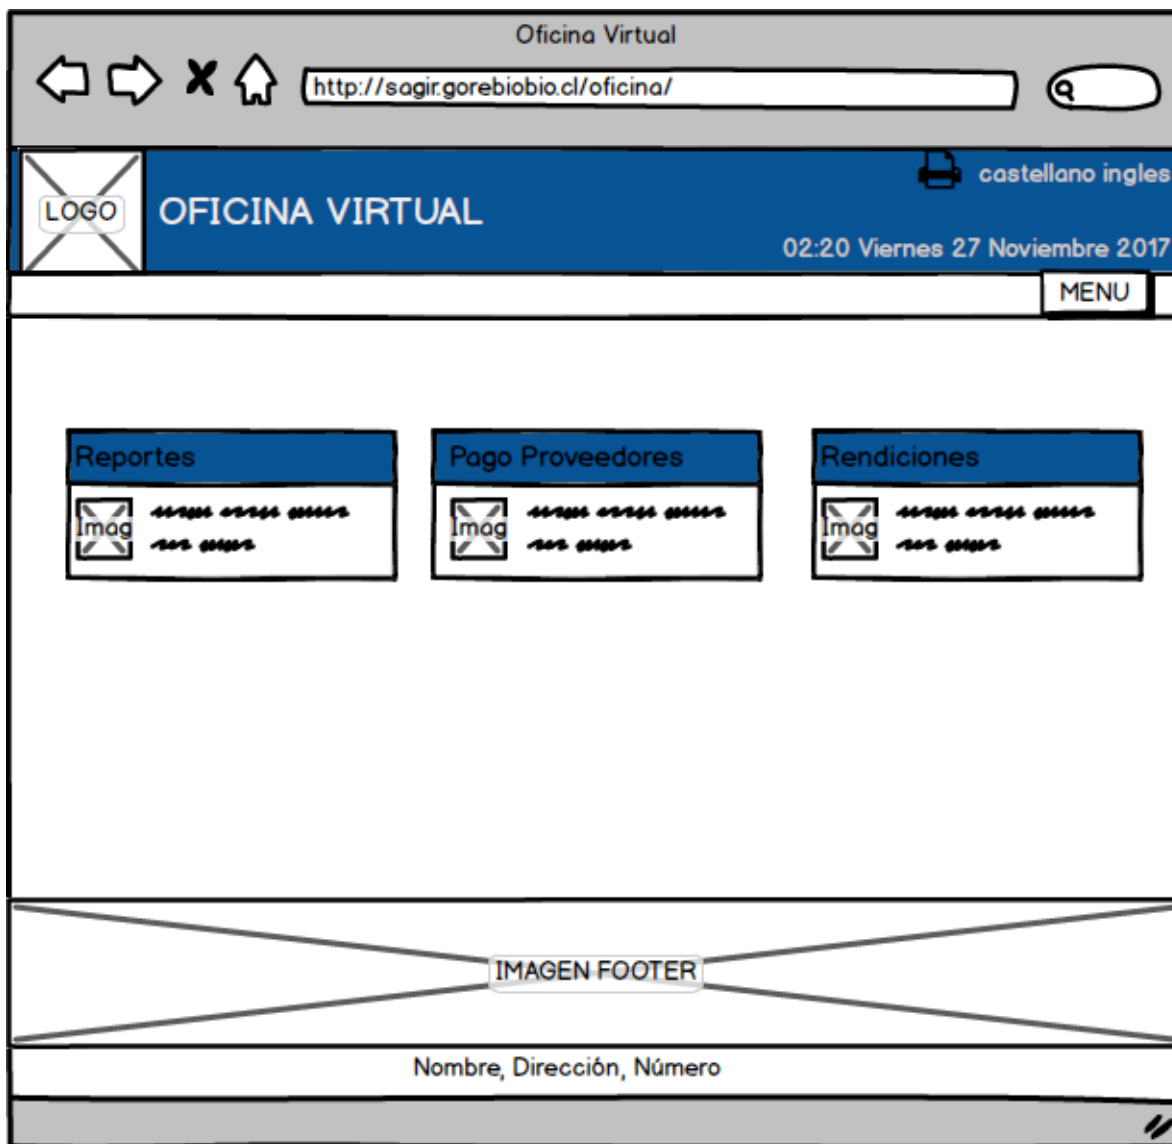 Oficina Virtual
http://sagir.gorebiobio.cl/oficina/
castellano ingles
LOGO
OFICINA VIRTUAL
02:20 Viernes 27 Noviembre 2017
MENU
Reportes
Imag
Pago Proveedores
Imag
Rendiciones
Imag
IMAGEN FOOTER
Nombre, Dirección, Número